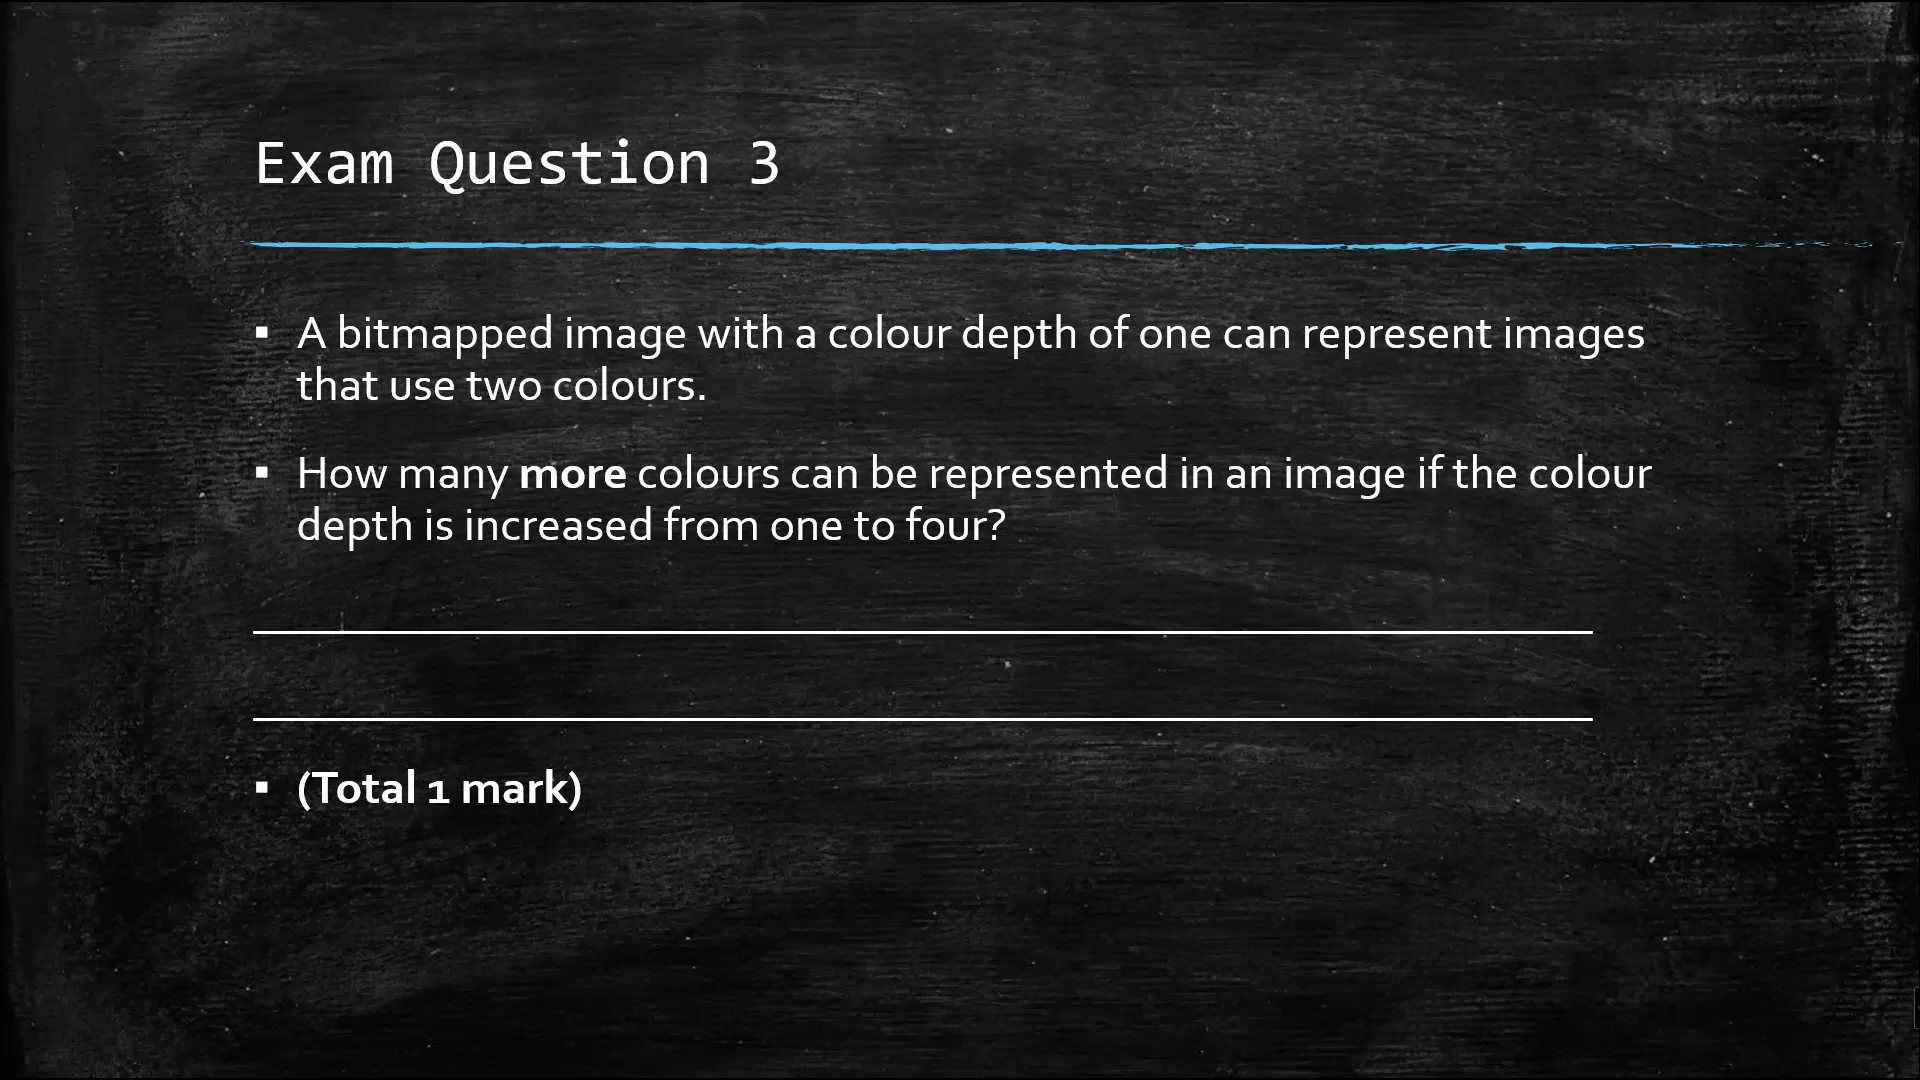 Exam Question 3
▪ A bitmapped image with a colour depth of one can represent images
that use two colours.
▪ How many more colours can be represented in an image if the colour
depth is increased from one to four?
▪ (Total 1 mark)